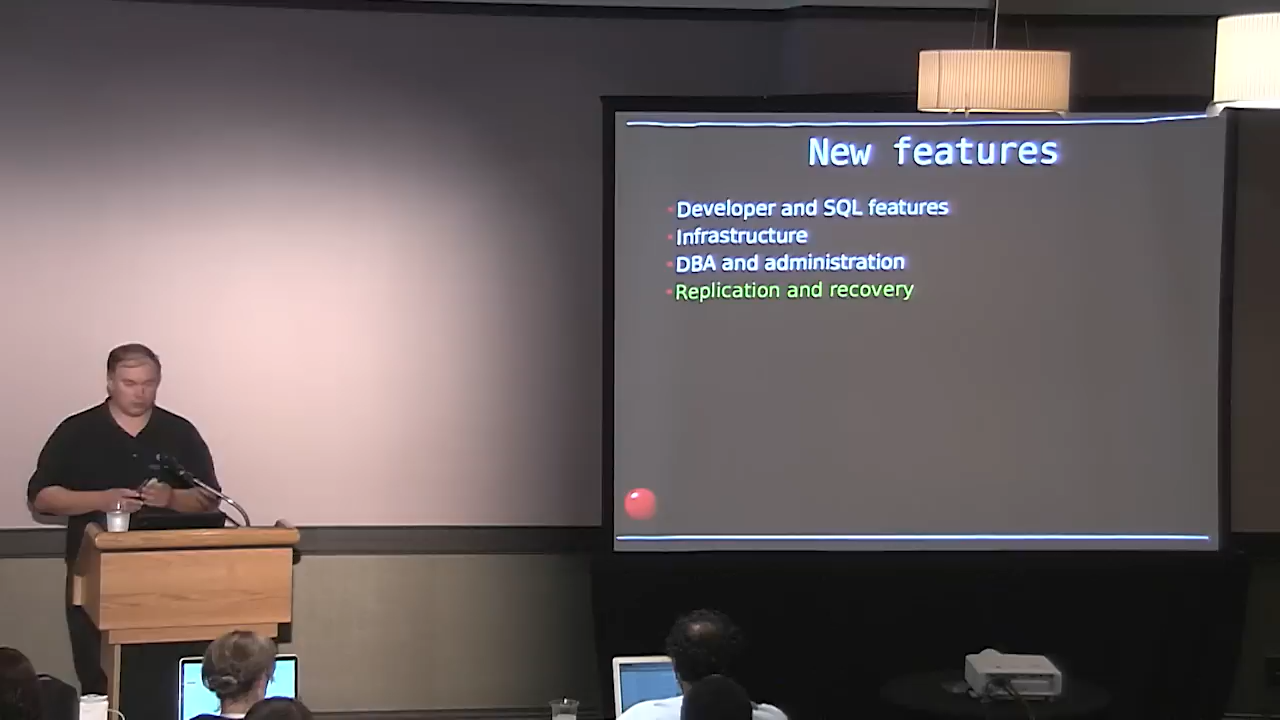 New features
Developer and SQL features
Infrastructure
DBA and administration
Replication and recovery